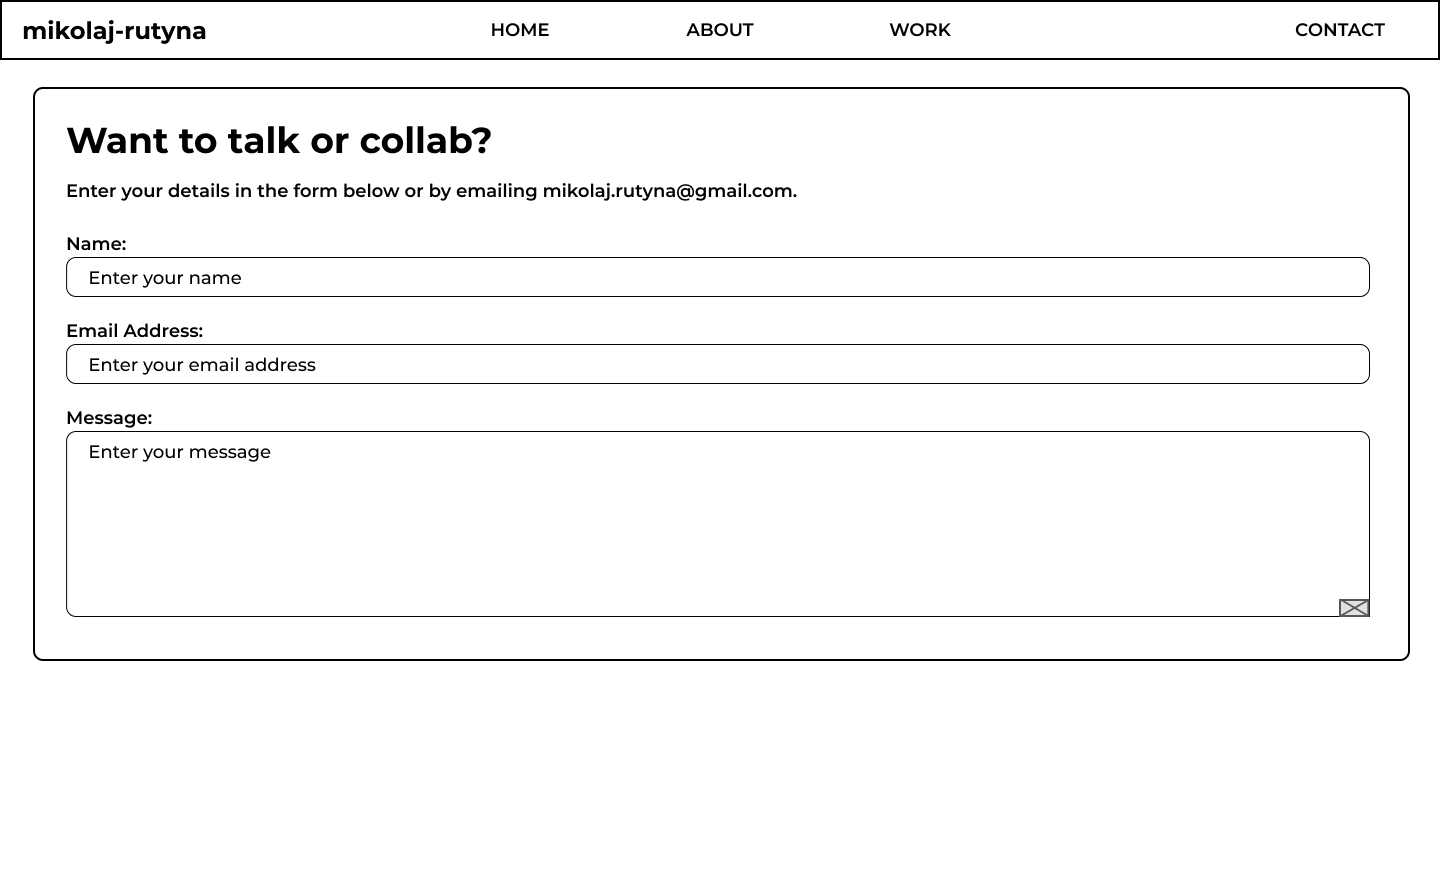 mikolaj-rutyna HOME ABOUT WORK CONTACT
Want to talk or collab?
Enter your details in the form below or by emailing mikolaj.rutyna@gmail.com.
Name:
Enter your name
Email Address:
Enter your email address
Message:
Enter your message